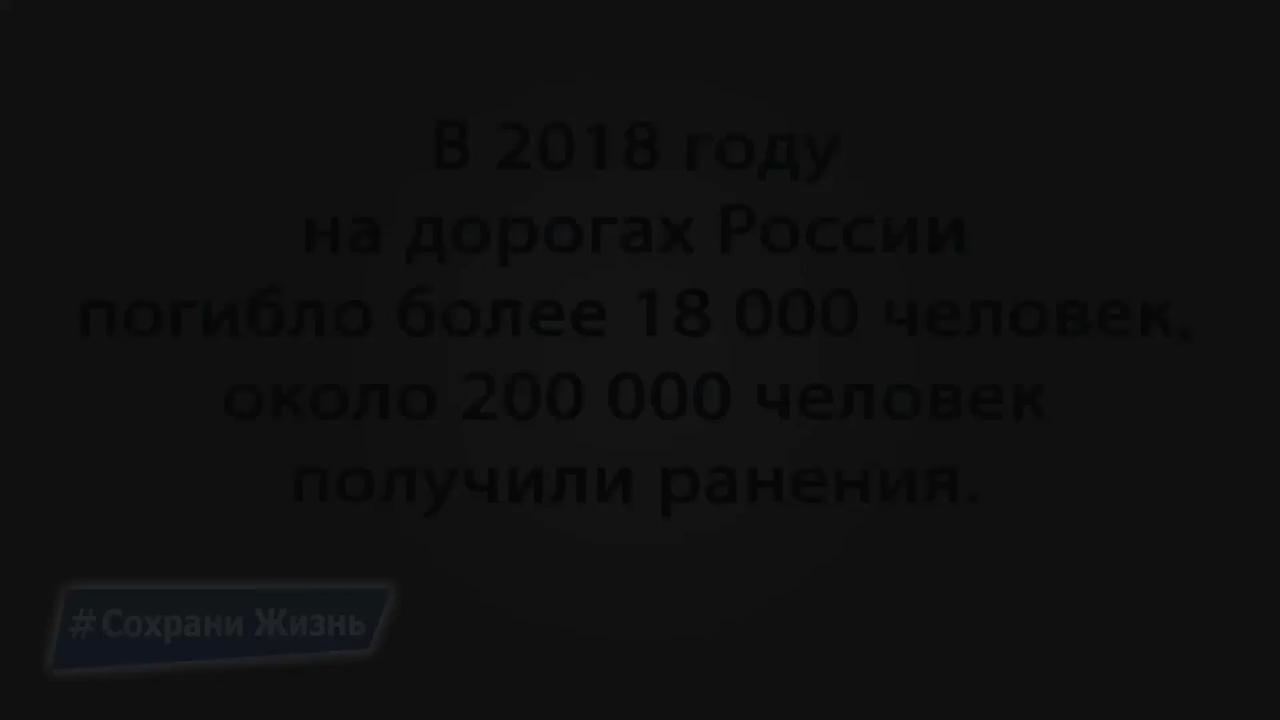 В 2018 году
на дорогах России
погибло более 18 000 человек,
около 200 000 человек
получили ранения.
#Сохрани Жизнь